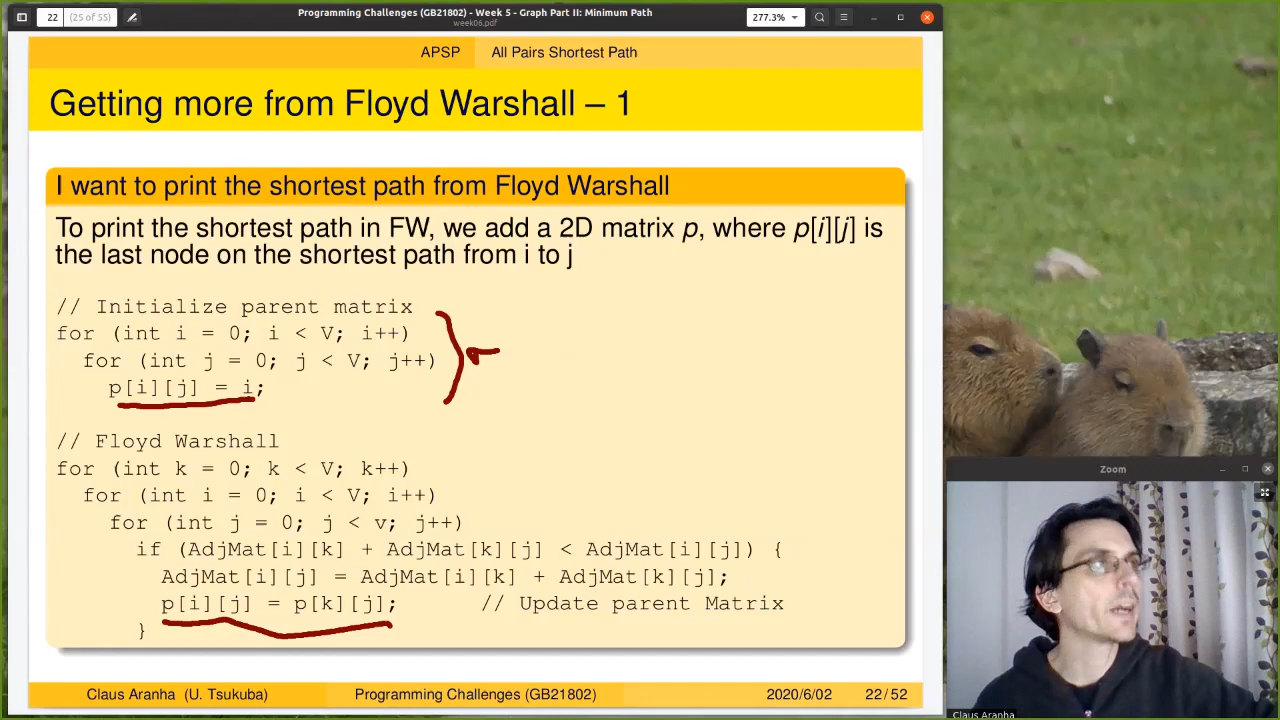 22 (25 of 55)
Programming Challenges (GB21802) - Week 5 - Graph Part II: Minimum Path
week06.pdf
277.3%
APSP All Pairs Shortest Path
Getting more from Floyd Warshall – 1
I want to print the shortest path from Floyd Warshall
To print the shortest path in FW, we add a 2D matrix p, where p[i][j] is
the last node on the shortest path from i to j
// Initialize parent matrix
for (int i = 0; i < V; i++)
for (int j = 0; j < V; j++)
p[i][j] = i;
// Floyd Warshall
for (int k = 0; k < V; k++)
for (int i = 0; i < V; i++)
for (int j = 0; j < v; j++)
if (AdjMat[i][k] + AdjMat[k][j] < AdjMat[i][j]) {
AdjMat[i][j] = AdjMat[i][k] + AdjMat[k][j];
p[i][j] = p[k][j]; // Update parent Matrix
}
Claus Aranha (U. Tsukuba) Programming Challenges (GB21802) 2020/6/02 22/52
Zoom
Claus Aranha